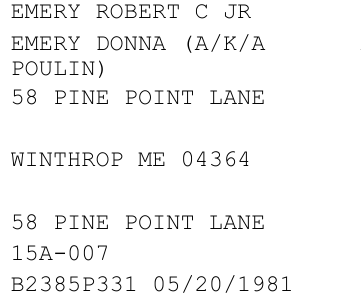 EMERY ROBERT C JR
EMERY DONNA (A/K/A
POULIN)
58 PINE POINT LANE
WINTHROP ME 04364
58 PINE POINT LANE
15A-007
B2385P331 05/20/1981